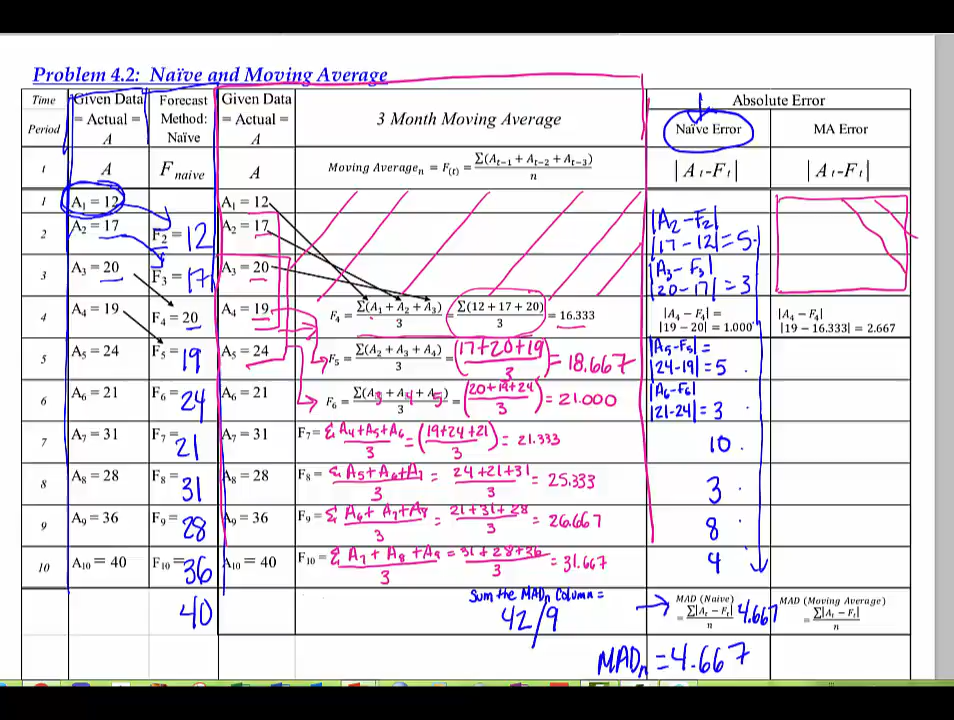 Problem 4.2: Naïve and Moving Average
Time Given Data Forecast Given Data 3 Month Moving Average Absolute Error
Period = Actual = Method: = Actual = Naïve Error MA Error
A Naïve A
1 A F naive A Moving Average n = F(t) = ∑(At−1 + At−2 + At−3) / n | A t-F t | | A t-F t |
1 A1 = 12 A1 = 12
2 A2 = 17 F2 = 12 A2 = 17 |A2 - F2| |17 - 12| = 5
3 A3 = 20 F3 = 17 A3 = 20 |A3 - F3| |20 - 17| = 3
4 A4 = 19 F4 = 20 A4 = 19 F4 = ∑(A1 + A2 + A3) / 3 = ∑(12 + 17 + 20) / 3 = 16.333 |A4 − F4| = |19 − 20| = 1.000 |A4 − F4| |19 − 16.333| = 2.667
5 A5 = 24 F5 = 19 A5 = 24 F5 = ∑(A2 + A3 + A4) / 3 = (17+20+19) / 3 = 18.667 |A5-F5| = |24-19| = 5
6 A6 = 21 F6 = 24 A6 = 21 F6 = ∑(A3 + A4 + A5) / 3 = (20+19+24) / 3 = 21.000 |A6-F6| |21-24| = 3
7 A7 = 31 F7 = 21 A7 = 31 F7 = ∑ A4+A5+A6 / 3 = (19+24+21) / 3 = 21.333 10
8 A8 = 28 F8 = 31 A8 = 28 F8 = ∑ A5+A6+A7 / 3 = 24+21+31 / 3 = 25.333 3
9 A9 = 36 F9 = 28 A9 = 36 F9 = ∑ A6+A7+A8 / 3 = 21+31+28 / 3 = 26.667 8
10 A10 = 40 F10 = 36 A10 = 40 F10 = ∑ A7 + A8 + A9 / 3 = 31+28+36 / 3 = 31.667 4
40 Sum the MADn Column = 42/9 MAD (Naive) = ∑|At − Ft| / n 4.667 MAD (Moving Average) = ∑|At − Ft| / n
MADn = 4.667